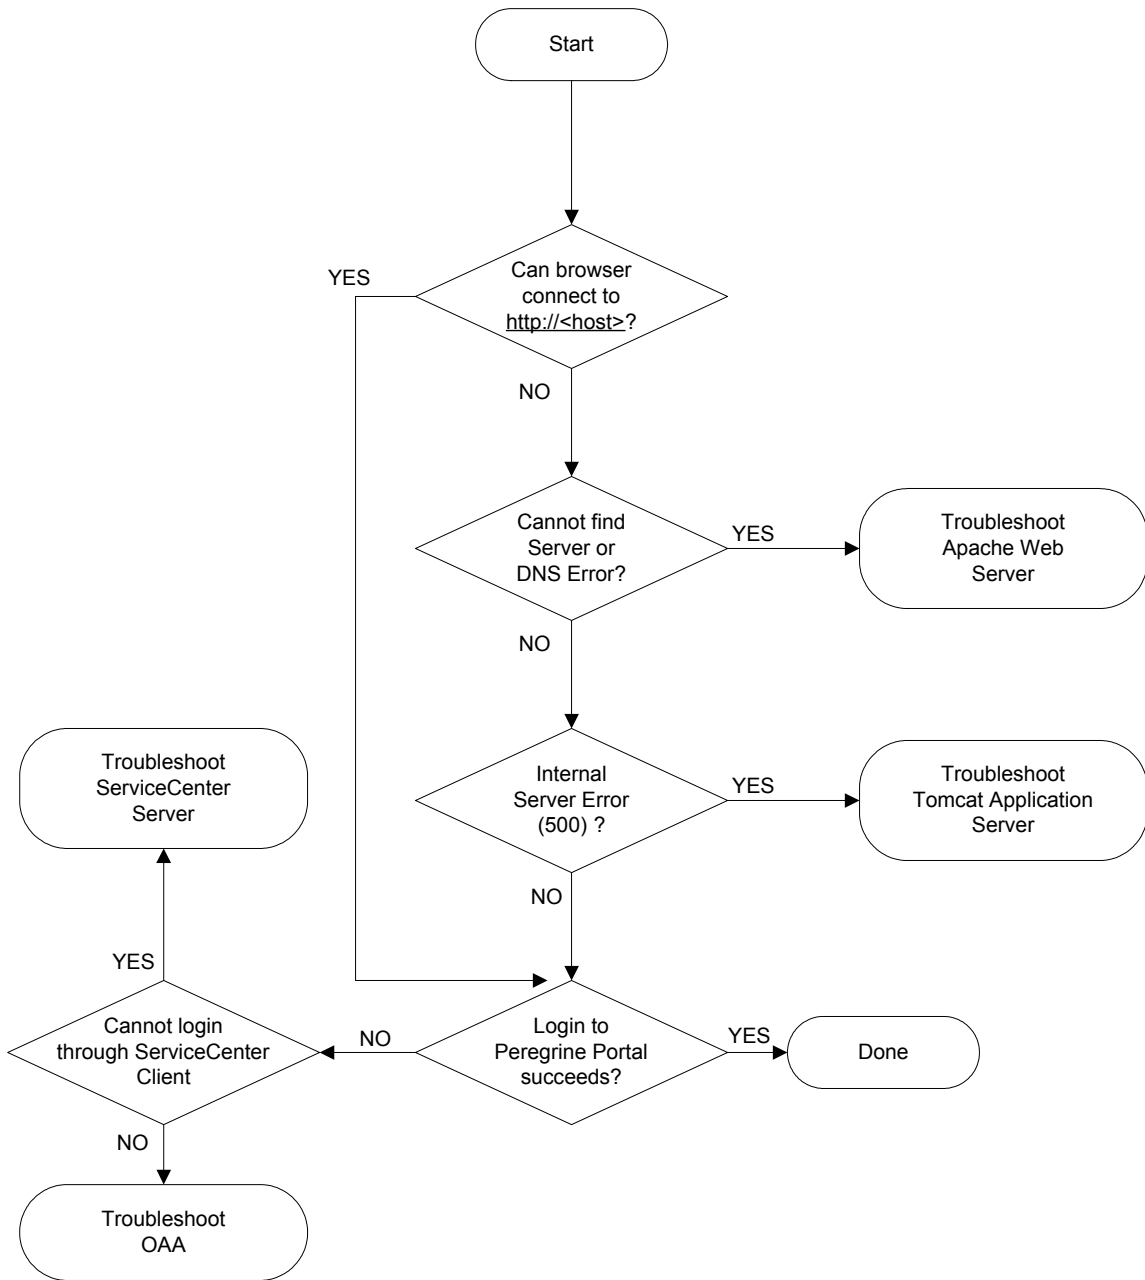 Start
Can browser
connect to
http://<host>?
YES
NO
Cannot find
Server or
DNS Error?
YES
Troubleshoot
Apache Web
Server
NO
Internal
Server Error
(500) ?
YES
Troubleshoot
Tomcat Application
Server
NO
Login to
Peregrine Portal
succeeds?
YES
Done
NO
Cannot login
through ServiceCenter
Client
YES
Troubleshoot
ServiceCenter
Server
NO
Troubleshoot
OAA